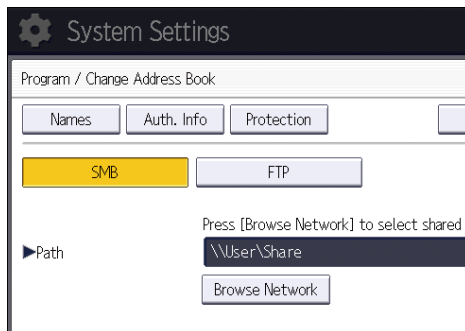 System Settings
Program / Change Address Book
Names Auth. Info Protection
SMB FTP
Press [Browse Network] to select shared
▶Path \\User\Share
Browse Network